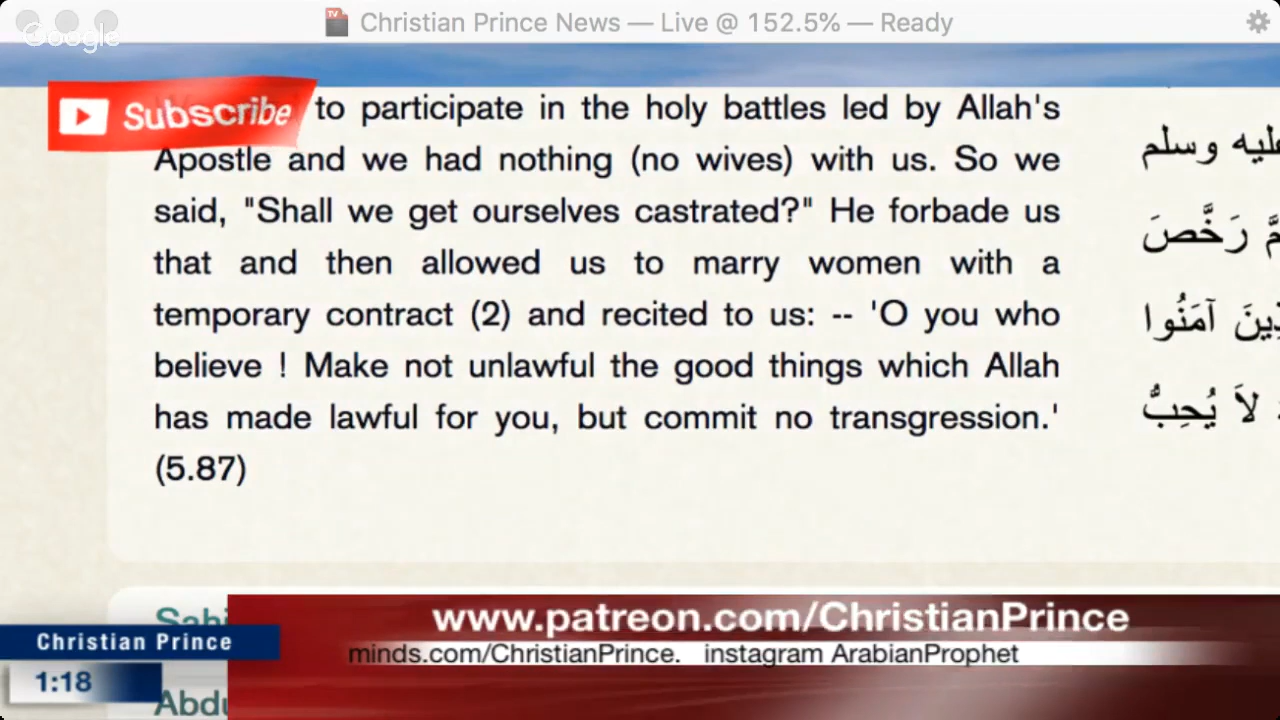 Christian Prince News — Live @ 152.5% — Ready
Google
Subscribe
to participate in the holy battles led by Allah's
Apostle and we had nothing (no wives) with us. So we
said, "Shall we get ourselves castrated?" He forbade us
that and then allowed us to marry women with a
temporary contract (2) and recited to us: -- 'O you who
believe ! Make not unlawful the good things which Allah
has made lawful for you, but commit no transgression.'
(5.87)
عليه وسلم
رَخَّصَ
آمَنُوا
لاَ يُحِبُّ
www.patreon.com/ChristianPrince
Christian Prince
minds.com/ChristianPrince. instagram ArabianProphet
1:18